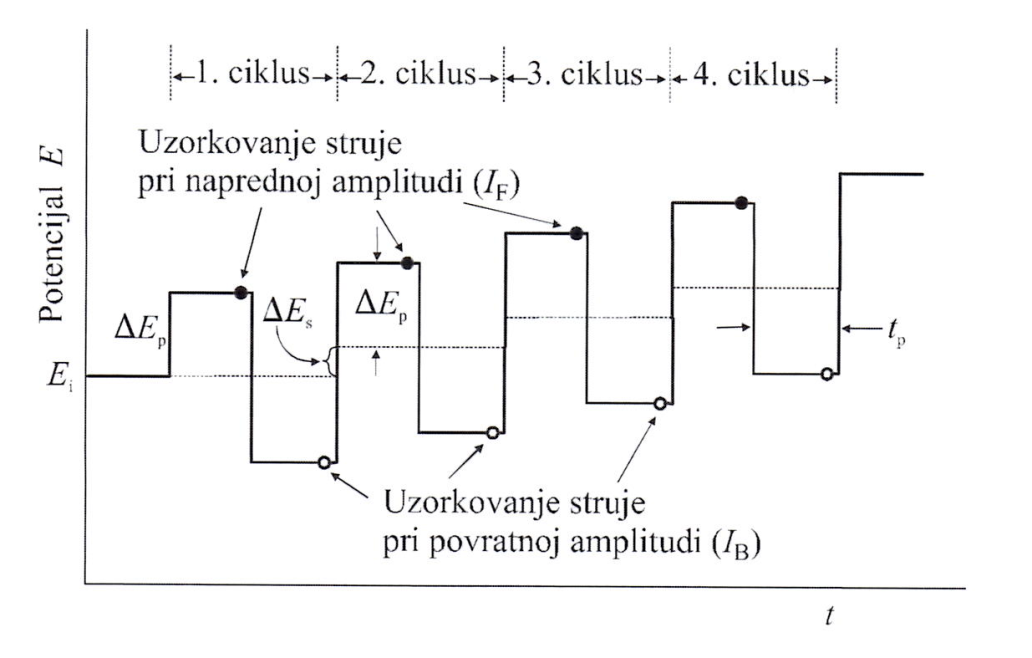 1. ciklus
2. ciklus
3. ciklus
4. ciklus
Uzorkovanje struje
pri naprednoj amplitudi (I_F)
Potencijal E
ΔE_p
ΔE_s
ΔE_p
t_p
E_i
Uzorkovanje struje
pri povratnoj amplitudi (I_B)
t